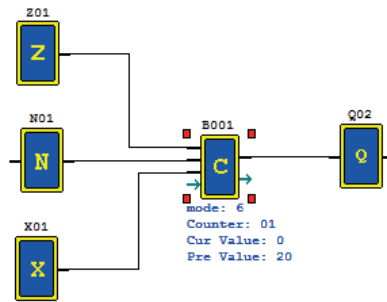 Z01
Z
N01
N
B001
C
Q02
Q
X01
X
mode: 6
Counter: 01
Cur Value: 0
Pre Value: 20